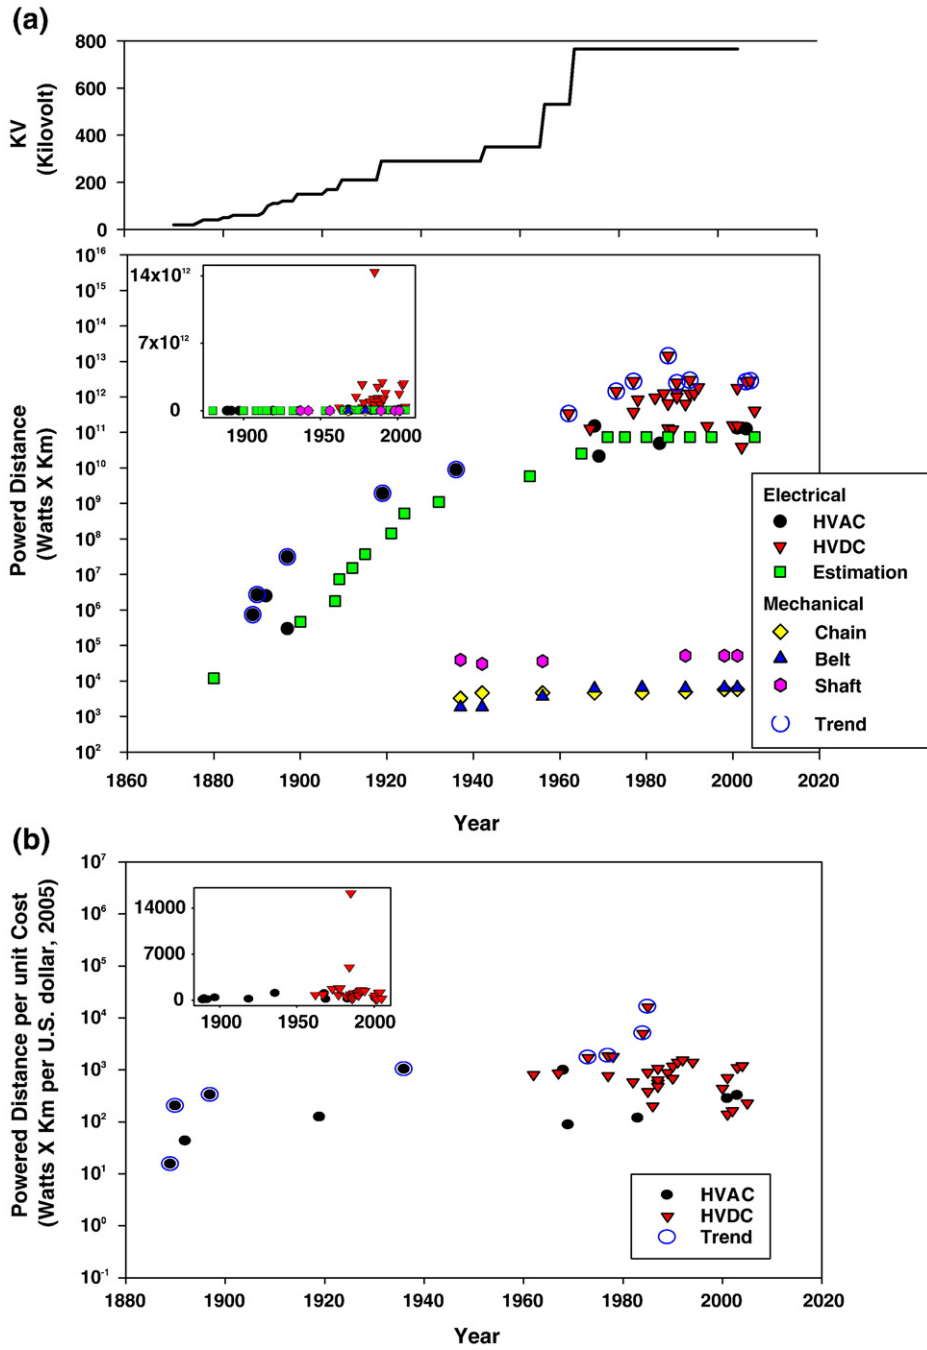 (a)
KV
(Kilovolt)
800
600
400
200
0
Powerd Distance
(Watts X Km)
10^16
10^15
10^14
10^13
10^12
10^11
10^10
10^9
10^8
10^7
10^6
10^5
10^4
10^3
10^2
14x10^12
7x10^12
0
1900 1950 2000
Electrical
HVAC
HVDC
Estimation
Mechanical
Chain
Belt
Shaft
Trend
1860 1880 1900 1920 1940 1960 1980 2000 2020
Year
(b)
Powered Distance per unit Cost
(Watts X Km per U.S. dollar, 2005)
10^7
10^6
10^5
10^4
10^3
10^2
10^1
10^0
10^-1
14000
7000
0
1900 1950 2000
HVAC
HVDC
Trend
1880 1900 1920 1940 1960 1980 2000 2020
Year